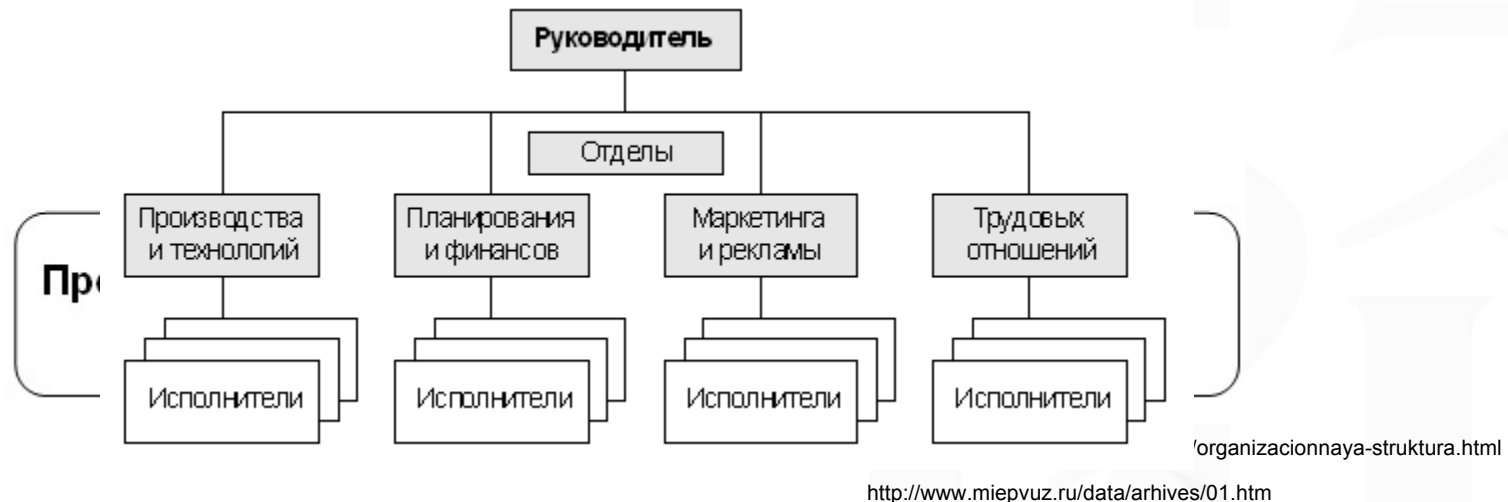 Руководитель
Отделы
Производства
и технологий
Планирования
и финансов
Маркетинга
и рекламы
Трудовых
отношений
Исполнители
Исполнители
Исполнители
Исполнители
/organizacionnaya-struktura.html
http://www.miepvuz.ru/data/arhives/01.htm